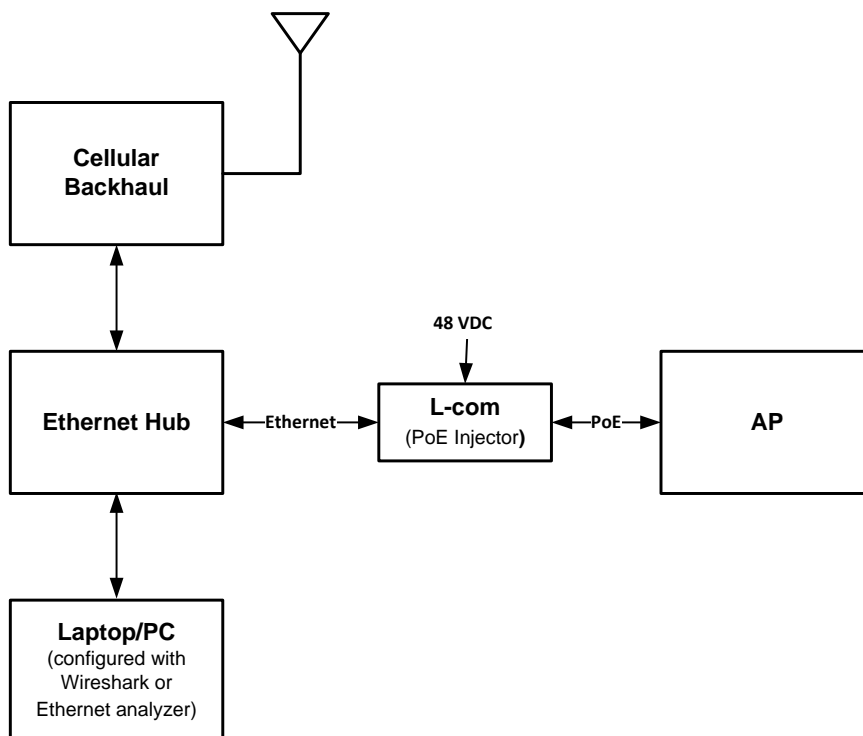 Cellular
Backhaul
48 VDC
Ethernet Hub
Ethernet
L-com
(PoE Injector)
PoE
AP
Laptop/PC
(configured with
Wireshark or
Ethernet analyzer)